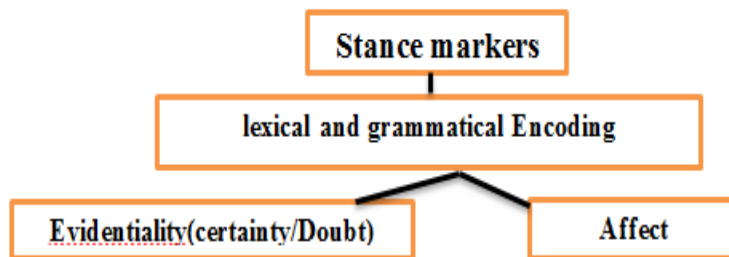 Stance markers
lexical and grammatical Encoding
Evidentiality(certainty/Doubt)
Affect